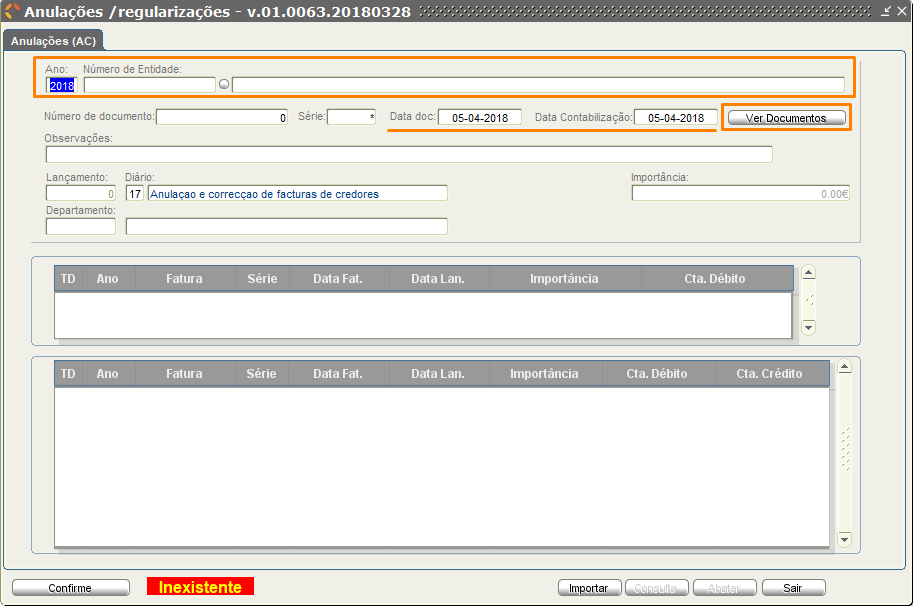 Anulações /regularizações - v.01.0063.20180328
Anulações (AC)
Ano: Número de Entidade:
2018
Número de documento: 0 Série: * Data doc: 05-04-2018 Data Contabilização: 05-04-2018 Ver Documentos
Observações:
Lançamento: Diário: Importância:
0 17 Anulaçao e correcçao de facturas de credores 0.00€
Departamento:
TD Ano Fatura Série Data Fat. Data Lan. Importância Cta. Débito
TD Ano Fatura Série Data Fat. Data Lan. Importância Cta. Débito Cta. Crédito
Confirme Inexistente Importar Consulta Abater Sair